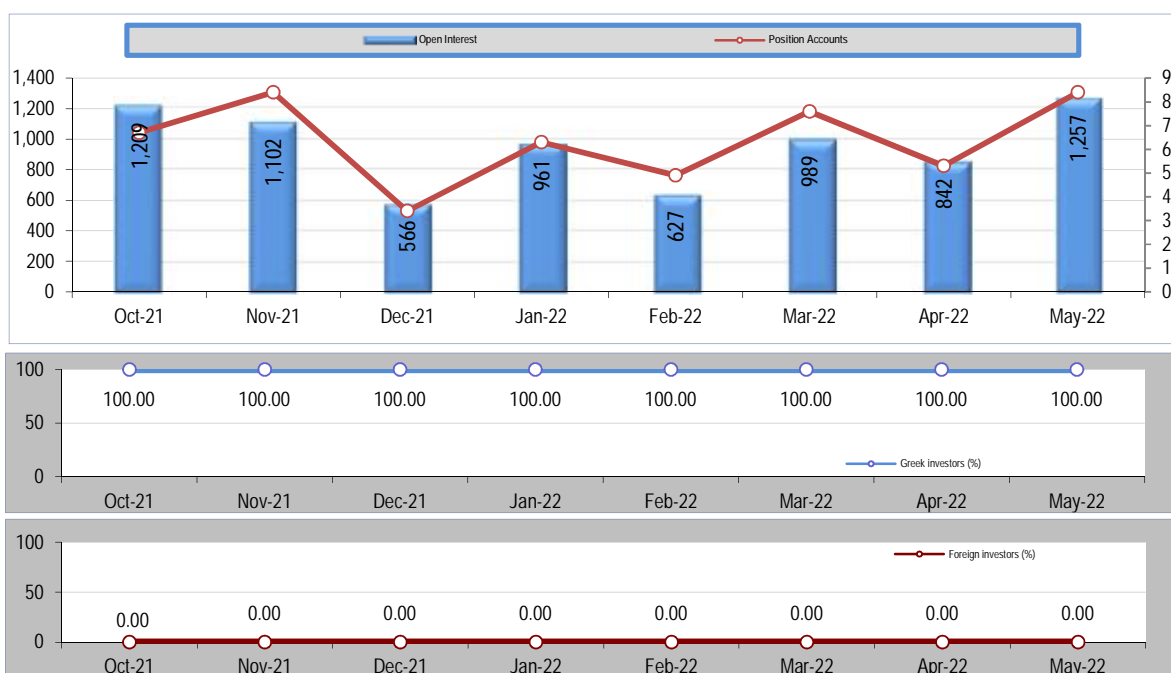 Open Interest Position Accounts
1,400 9
1,200 8
1,000 7
800 6
600 5
400 4
200 3
0 2
1
0
1,209 1,102 566 961 627 989 842 1,257
Oct-21 Nov-21 Dec-21 Jan-22 Feb-22 Mar-22 Apr-22 May-22
100
100.00 100.00 100.00 100.00 100.00 100.00 100.00 100.00
50
Greek investors (%)
0
Oct-21 Nov-21 Dec-21 Jan-22 Feb-22 Mar-22 Apr-22 May-22
100
Foreign investors (%)
50
0.00 0.00 0.00 0.00 0.00 0.00 0.00 0.00
0
Oct-21 Nov-21 Dec-21 Jan-22 Feb-22 Mar-22 Apr-22 May-22